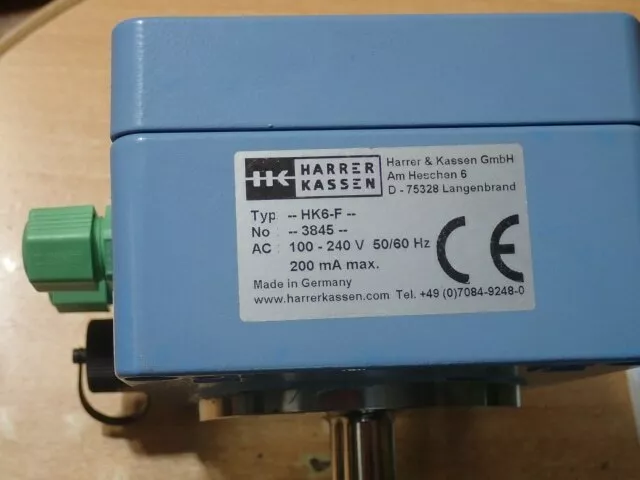 HK HARRER KASSEN
Harrer & Kassen GmbH
Am Heschen 6
D - 75328 Langenbrand
Typ -- HK6-F --
No : -- 3845 --
AC : 100 - 240 V 50/60 Hz
200 mA max.
CE
Made in Germany
www.harrerkassen.com Tel. +49 (0)7084-9248-0